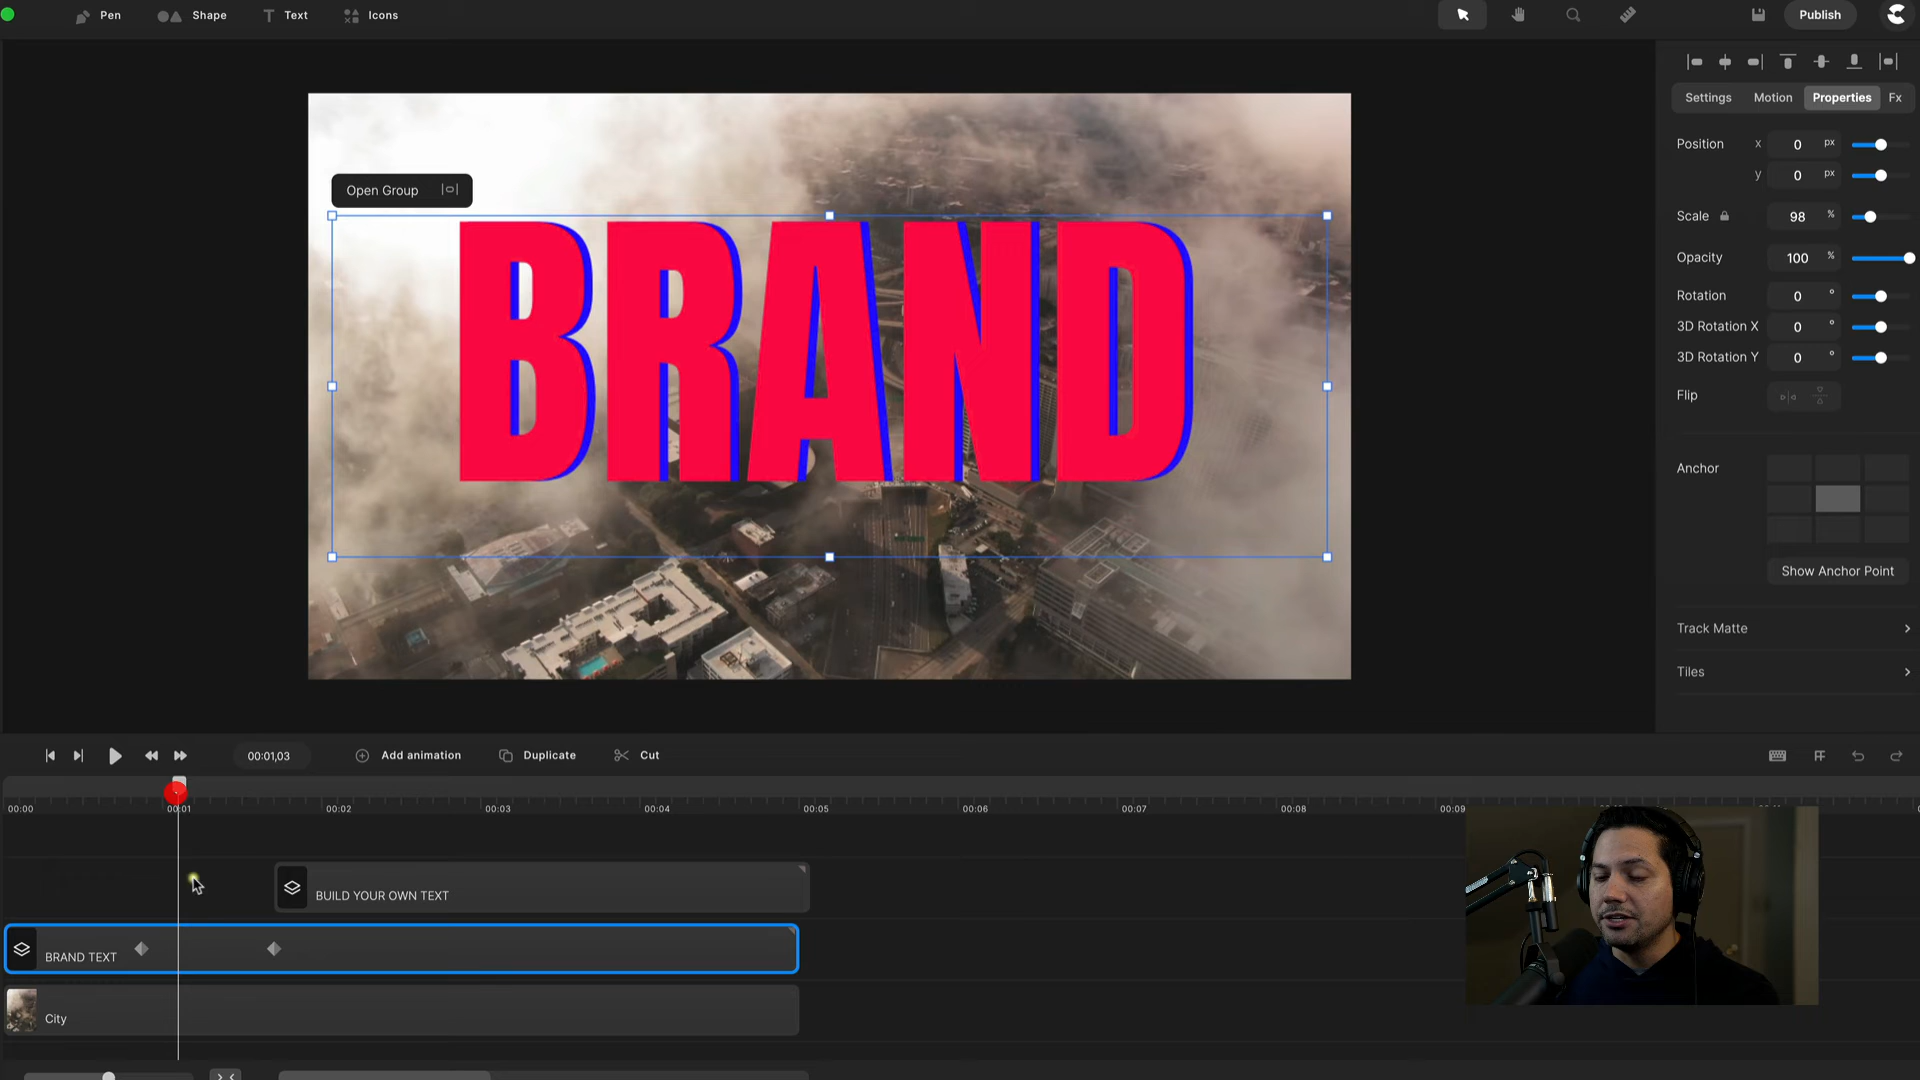 Pen
Shape
Text
Icons
Publish
Settings
Motion
Properties
Fx
Open Group
BRAND
Position x 0 px
y 0 px
Scale 98 %
Opacity 100 %
Rotation 0 °
3D Rotation X 0 °
3D Rotation Y 0 °
Flip
Anchor
Show Anchor Point
Track Matte
Tiles
00:01,03
Add animation
Duplicate
Cut
00:00 00:01 00:02 00:03 00:04 00:05 00:06 00:07 00:08 00:09
BUILD YOUR OWN TEXT
BRAND TEXT
City